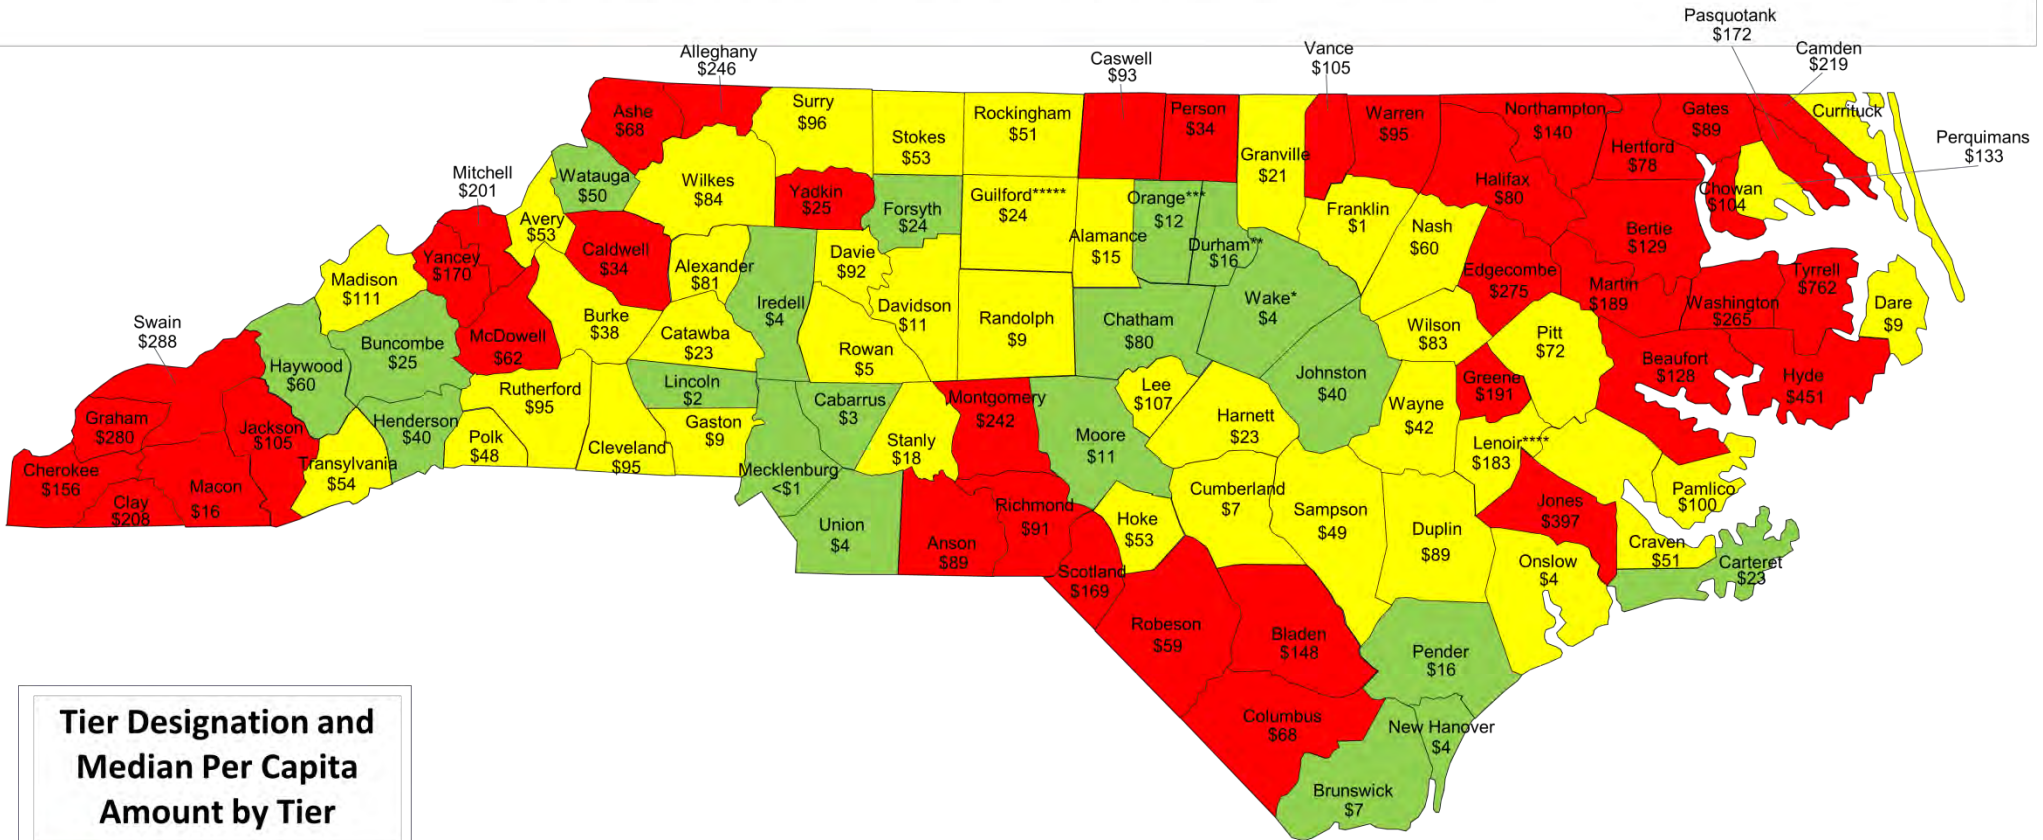 Pasquotank
$172
Alleghany
$246
Caswell
$93
Vance
$105
Camden
$219
Ashe
$68
Surry
$96
Stokes
$53
Rockingham
$51
Person
$34
Granville
$21
Warren
$95
Northampton
$140
Gates
$89
Currituck
Perquimans
$133
Hertford
$78
Mitchell
$201
Watauga
$50
Wilkes
$84
Yadkin
$25
Forsyth
$24
Guilford*****
$24
Alamance
$15
Orange***
$12
Durham**
$16
Franklin
$1
Nash
$60
Halifax
$80
Chowan
$104
Bertie
$129
Avery
$53
Caldwell
$34
Alexander
$81
Davie
$92
Yancey
$170
Madison
$111
Iredell
$4
Davidson
$11
Randolph
$9
Chatham
$80
Wake*
$4
Edgecombe
$275
Martin
$189
Washington
$265
Tyrrell
$762
Dare
$9
Swain
$288
Haywood
$60
Buncombe
$25
McDowell
$62
Burke
$38
Catawba
$23
Rowan
$5
Wilson
$83
Pitt
$72
Beaufort
$128
Hyde
$451
Rutherford
$95
Lincoln
$2
Cabarrus
$3
Montgomery
$242
Lee
$107
Johnston
$40
Greene
$191
Graham
$280
Jackson
$105
Henderson
$40
Polk
$48
Cleveland
$95
Gaston
$9
Stanly
$18
Moore
$11
Harnett
$23
Wayne
$42
Lenoir****
$183
Cherokee
$156
Clay
$208
Macon
$16
Transylvania
$54
Mecklenburg
<$1
Union
$4
Anson
$89
Richmond
$91
Hoke
$53
Cumberland
$7
Sampson
$49
Duplin
$89
Jones
$397
Pamlico
$100
Craven
$51
Carteret
$23
Onslow
$4
Scotland
$169
Robeson
$59
Bladen
$148
Pender
$16
Columbus
$68
New Hanover
$4
Brunswick
$7
Tier Designation and
Median Per Capita
Amount by Tier